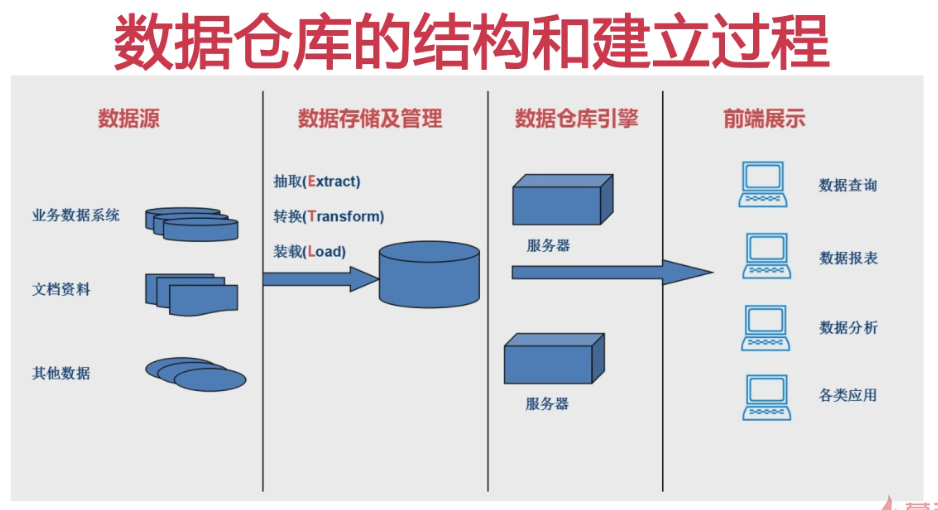 数据仓库的结构和建立过程
数据源
数据存储及管理
数据仓库引擎
前端展示
业务数据系统
文档资料
其他数据
抽取(Extract)
转换(Transform)
装载(Load)
服务器
服务器
数据查询
数据报表
数据分析
各类应用